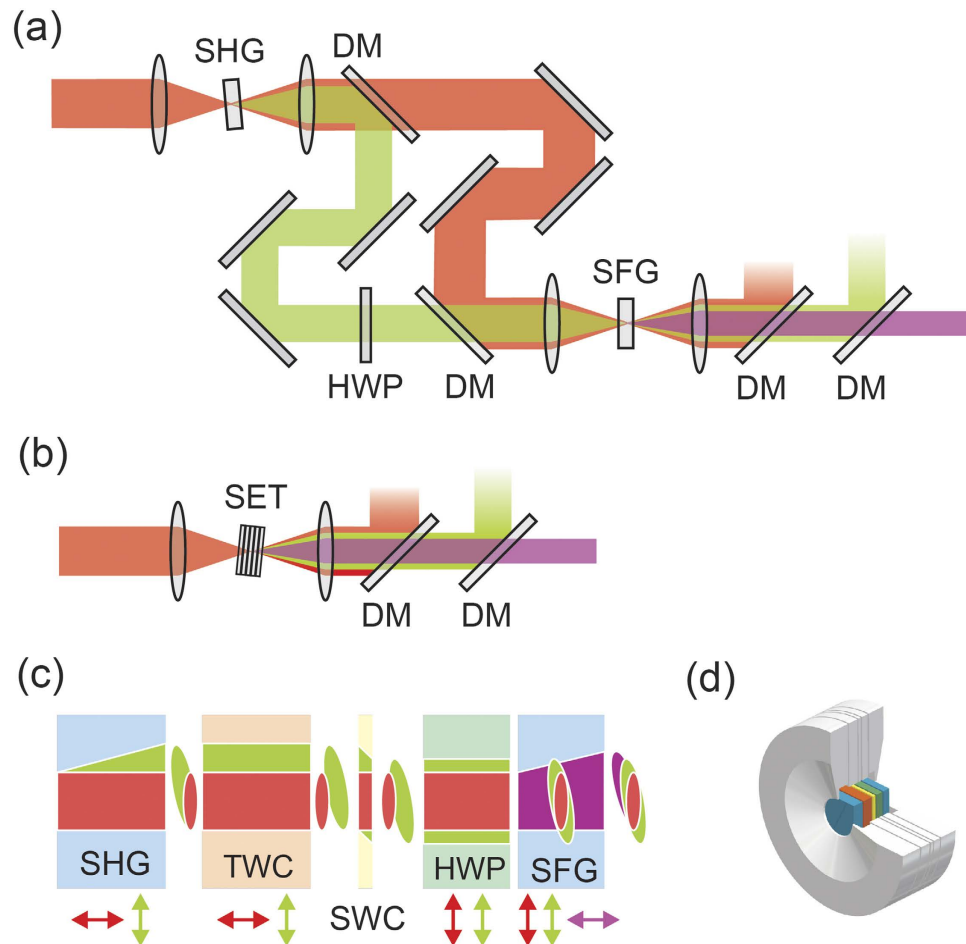 (a)
SHG
DM
SFG
HWP
DM
DM
DM
(b)
SET
DM
DM
(c)
(d)
SHG
TWC
SWC
HWP
SFG